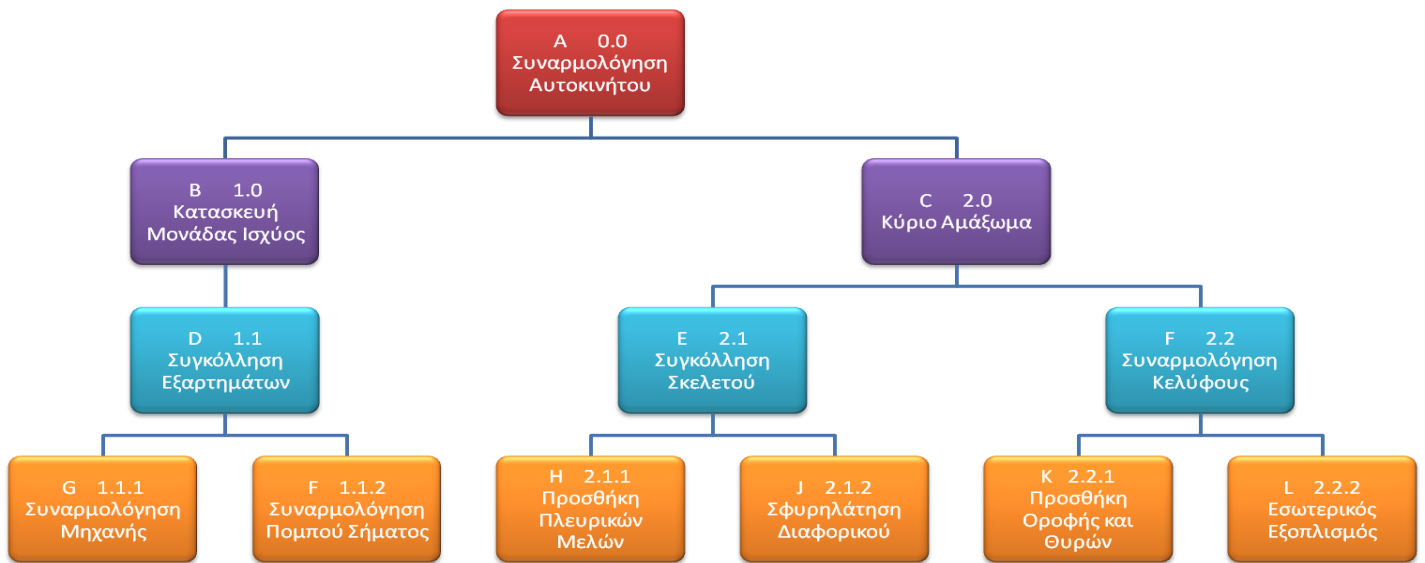 A 0.0
Συναρμολόγηση
Αυτοκινήτου
B 1.0
Κατασκευή
Μονάδας Ισχύος
C 2.0
Κύριο Αμάξωμα
D 1.1
Συγκόλληση
Εξαρτημάτων
E 2.1
Συγκόλληση
Σκελετού
F 2.2
Συναρμολόγηση
Κελύφους
G 1.1.1
Συναρμολόγηση
Μηχανής
F 1.1.2
Συναρμολόγηση
Πομπού Σήματος
H 2.1.1
Προσθήκη
Πλευρικών
Μελών
J 2.1.2
Σφυρηλάτηση
Διαφορικού
K 2.2.1
Προσθήκη
Οροφής και
Θυρών
L 2.2.2
Εσωτερικός
Εξοπλισμός